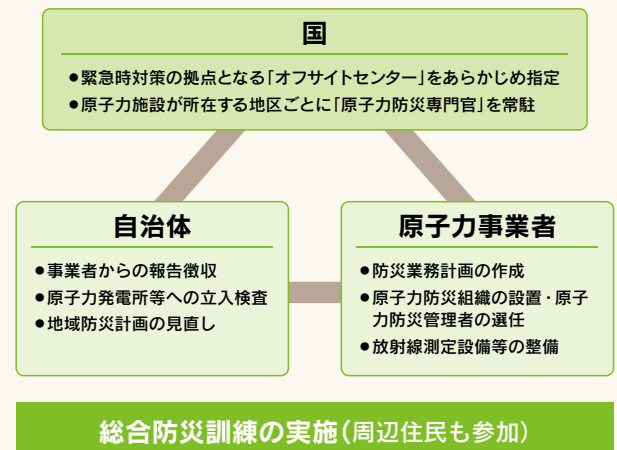 国
●緊急時対策の拠点となる「オフサイトセンター」をあらかじめ指定
●原子力施設が所在する地区ごとに「原子力防災専門官」を常駐
自治体
●事業者からの報告徴収
●原子力発電所等への立入検査
●地域防災計画の見直し
原子力事業者
●防災業務計画の作成
●原子力防災組織の設置・原子
力防災管理者の選任
●放射線測定設備等の整備
総合防災訓練の実施(周辺住民も参加)